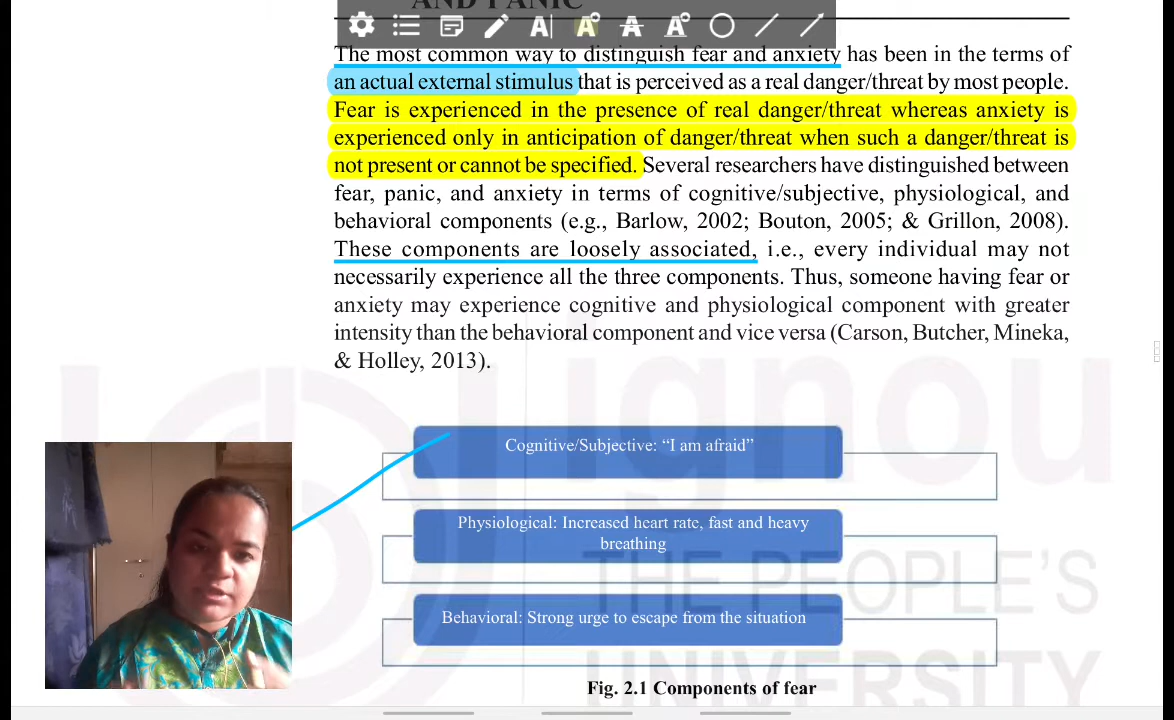 AND PANIC
The most common way to distinguish fear and anxiety has been in the terms of
an actual external stimulus that is perceived as a real danger/threat by most people.
Fear is experienced in the presence of real danger/threat whereas anxiety is
experienced only in anticipation of danger/threat when such a danger/threat is
not present or cannot be specified. Several researchers have distinguished between
fear, panic, and anxiety in terms of cognitive/subjective, physiological, and
behavioral components (e.g., Barlow, 2002; Bouton, 2005; & Grillon, 2008).
These components are loosely associated, i.e., every individual may not
necessarily experience all the three components. Thus, someone having fear or
anxiety may experience cognitive and physiological component with greater
intensity than the behavioral component and vice versa (Carson, Butcher, Mineka,
& Holley, 2013).
ignou
Cognitive/Subjective: “I am afraid”
Physiological: Increased heart rate, fast and heavy
breathing
THE PEOPLE'S
Behavioral: Strong urge to escape from the situation
UNIVERSITY
Fig. 2.1 Components of fear